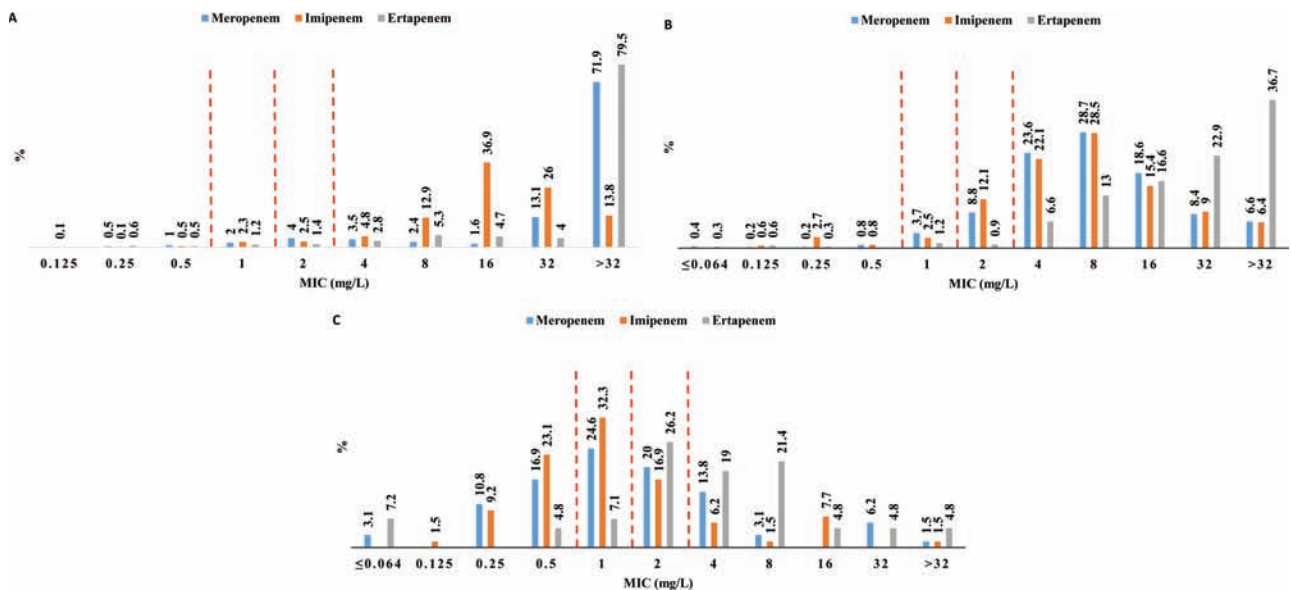 A
Meropenem Imipenem Ertapenem
%
0.1
0.5 0.1 0.6
1 0.5 0.5
2 2.3 1.2
4 2.5 1.4
3.5 4.8 2.8
2.4 12.9 5.3
1.6 36.9 4.7
13.1 26 4
71.9 13.8 79.5
0.125 0.25 0.5 1 2 4 8 16 32 >32
MIC (mg/L)
B
Meropenem Imipenem Ertapenem
%
0.4 0.3
0.2 0.6 0.6
0.2 2.7 0.3
0.8 0.8
3.7 2.5 1.2
8.8 12.1 0.9
23.6 22.1 6.6
28.7 28.5 13
18.6 15.4 16.6
8.4 9 22.9
6.6 6.4 36.7
≤0.064 0.125 0.25 0.5 1 2 4 8 16 32 >32
MIC (mg/L)
C
Meropenem Imipenem Ertapenem
%
3.1 7.2
1.5
10.8 9.2
16.9 23.1 4.8
24.6 32.3 7.1
20 16.9 26.2
13.8 6.2 19
3.1 1.5 21.4
7.7 4.8
6.2 4.8
1.5 1.5 4.8
≤0.064 0.125 0.25 0.5 1 2 4 8 16 32 >32
MIC (mg/L)